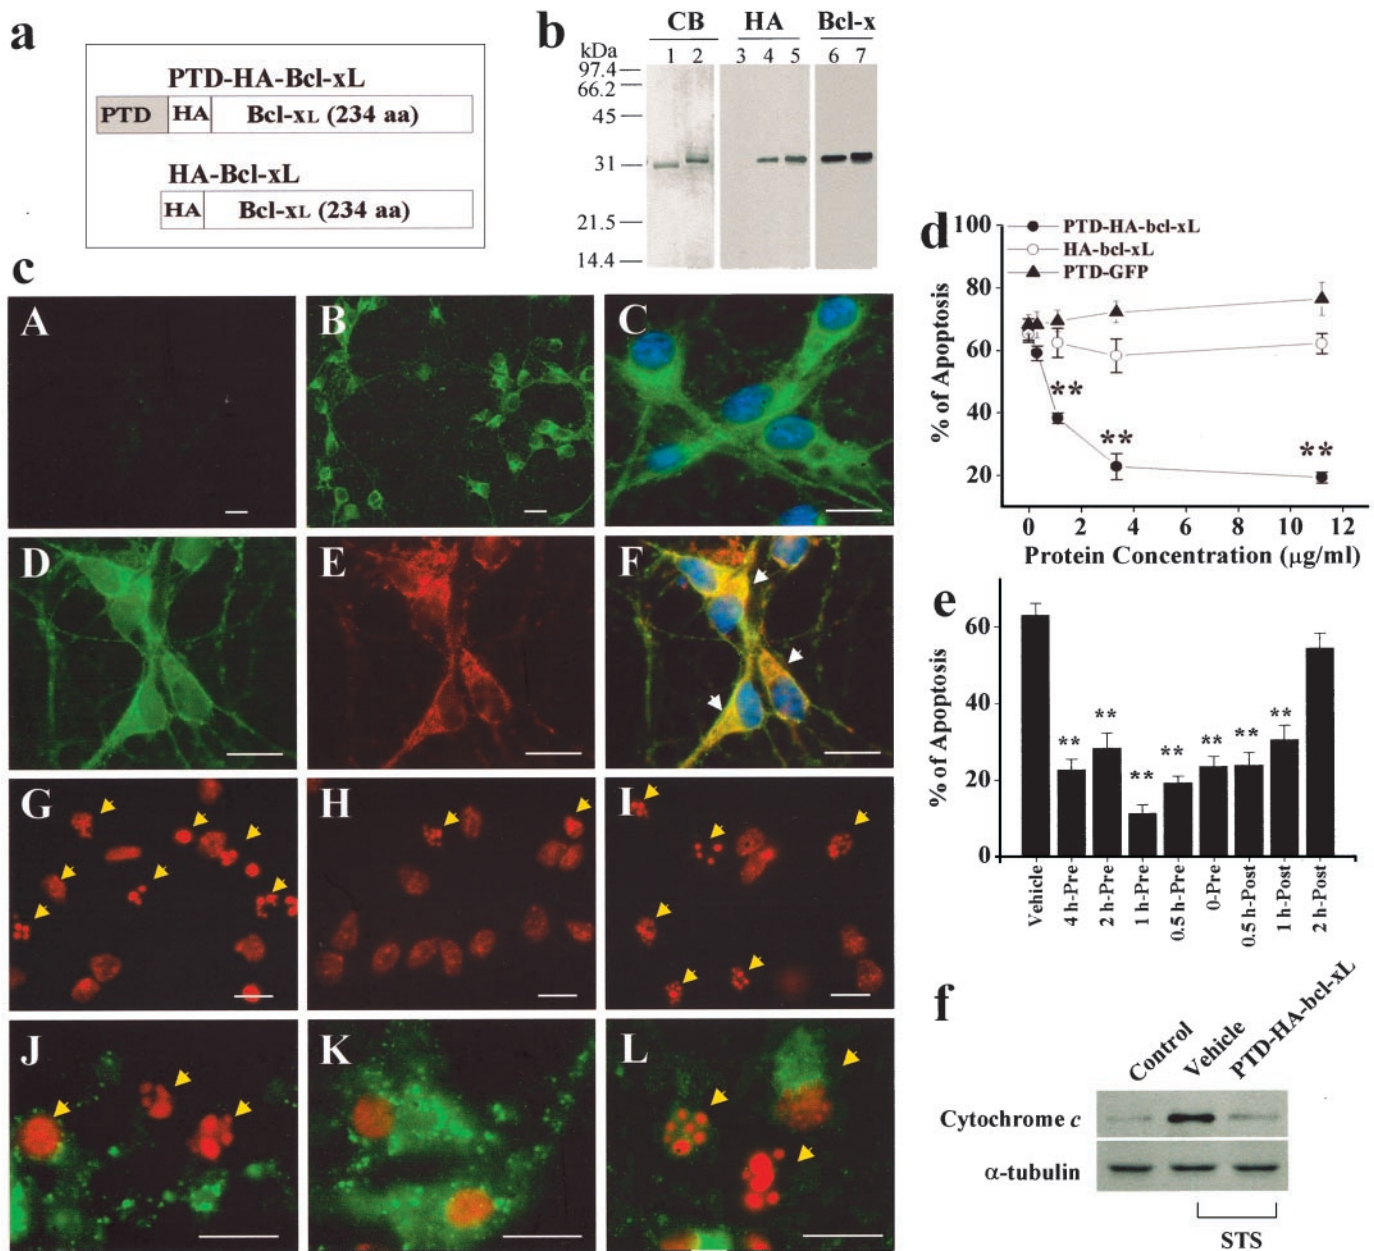 a
PTD-HA-Bcl-xL
PTD HA Bcl-xL (234 aa)
HA-Bcl-xL
HA Bcl-xL (234 aa)
b
CB HA Bcl-x
kDa 1 2 3 4 5 6 7
97.4
66.2
45
31
21.5
14.4
c
A B C
D E F
G H I
J K L
d
PTD-HA-bcl-xL
HA-bcl-xL
PTD-GFP
% of Apoptosis
100
80
60
40
20
**
**
**
0 2 4 6 8 10 12
Protein Concentration (μg/ml)
e
% of Apoptosis
60
40
20
0
** ** ** ** ** ** **
Vehicle
4 h-Pre
2 h-Pre
1 h-Pre
0.5 h-Pre
0-Pre
0.5 h-Post
1 h-Post
2 h-Post
f
Control
Vehicle
PTD-HA-bcl-xL
Cytochrome c
α-tubulin
STS